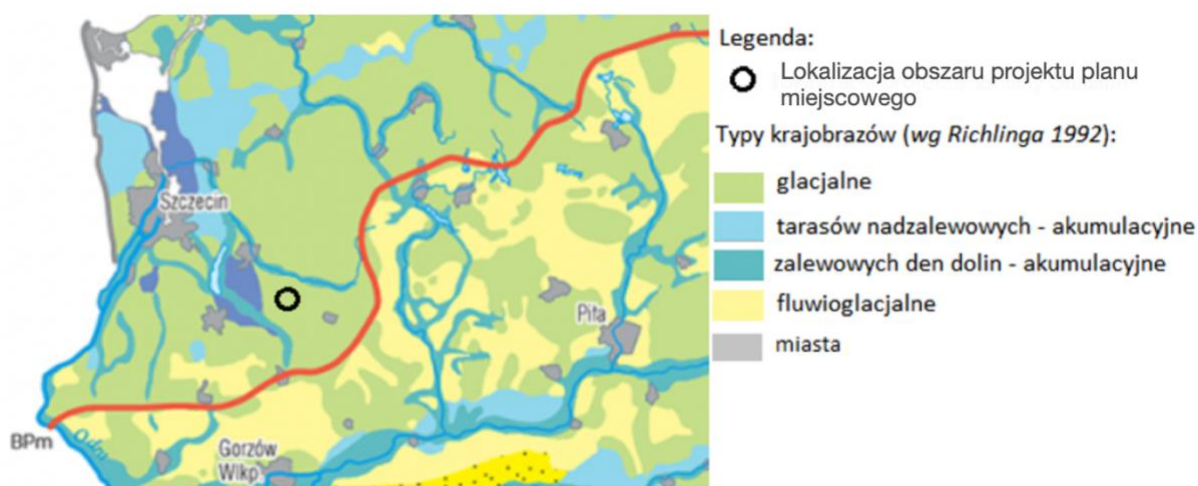 Szczecin
Piła
BPm
Odra
Gorzów
Wlkp.
Legenda:
Lokalizacja obszaru projektu planu
miejscowego
Typy krajobrazów (wg Richlinga 1992):
glacjalne
tarasów nadzalewowych - akumulacyjne
zalewowych den dolin - akumulacyjne
fluwioglacjalne
miasta